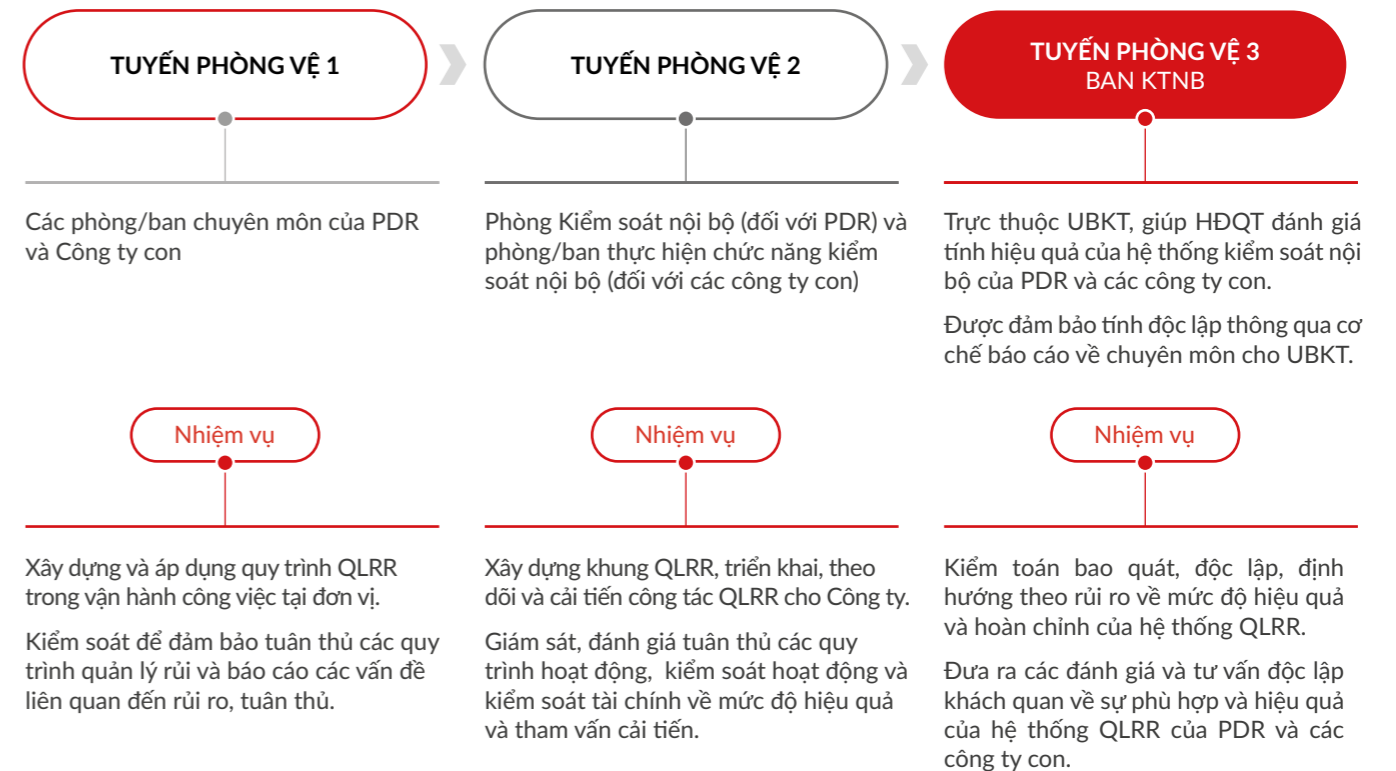 TUYẾN PHÒNG VỆ 1
Các phòng/ban chuyên môn của PDR
và Công ty con
Nhiệm vụ
Xây dựng và áp dụng quy trình QLRR
trong vận hành công việc tại đơn vị.
Kiểm soát để đảm bảo tuân thủ các quy
trình quản lý rủi và báo cáo các vấn đề
liên quan đến rủi ro, tuân thủ.
TUYẾN PHÒNG VỆ 2
Phòng Kiểm soát nội bộ (đối với PDR) và
phòng/ban thực hiện chức năng kiểm
soát nội bộ (đối với các công ty con)
Nhiệm vụ
Xây dựng khung QLRR, triển khai, theo
dõi và cải tiến công tác QLRR cho Công ty.
Giám sát, đánh giá tuân thủ các quy
trình hoạt động, kiểm soát hoạt động và
kiểm soát tài chính về mức độ hiệu quả
và tham vấn cải tiến.
TUYẾN PHÒNG VỆ 3
BAN KTNB
Trực thuộc UBKT, giúp HĐQT đánh giá
tính hiệu quả của hệ thống kiểm soát nội
bộ của PDR và các công ty con.
Được đảm bảo tính độc lập thông qua cơ
chế báo cáo về chuyên môn cho UBKT.
Nhiệm vụ
Kiểm toán bao quát, độc lập, định
hướng theo rủi ro về mức độ hiệu quả
và hoàn chỉnh của hệ thống QLRR.
Đưa ra các đánh giá và tư vấn độc lập
khách quan về sự phù hợp và hiệu quả
của hệ thống QLRR của PDR và các
công ty con.